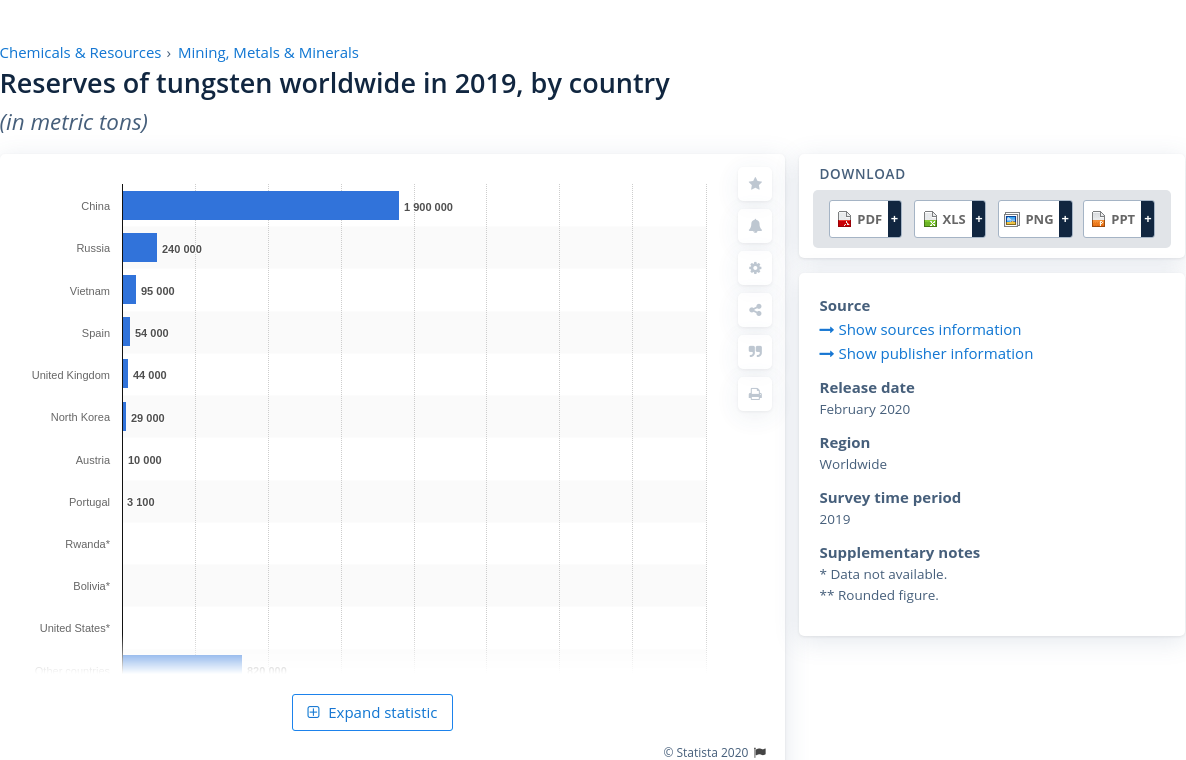 Chemicals & Resources › Mining, Metals & Minerals
Reserves of tungsten worldwide in 2019, by country
(in metric tons)
China 1 900 000
Russia 240 000
Vietnam 95 000
Spain 54 000
United Kingdom 44 000
North Korea 29 000
Austria 10 000
Portugal 3 100
Rwanda*
Bolivia*
United States*
Other countries
Expand statistic
© Statista 2020
DOWNLOAD
PDF + XLS + PNG + PPT +
Source
Show sources information
Show publisher information
Release date
February 2020
Region
Worldwide
Survey time period
2019
Supplementary notes
* Data not available.
** Rounded figure.